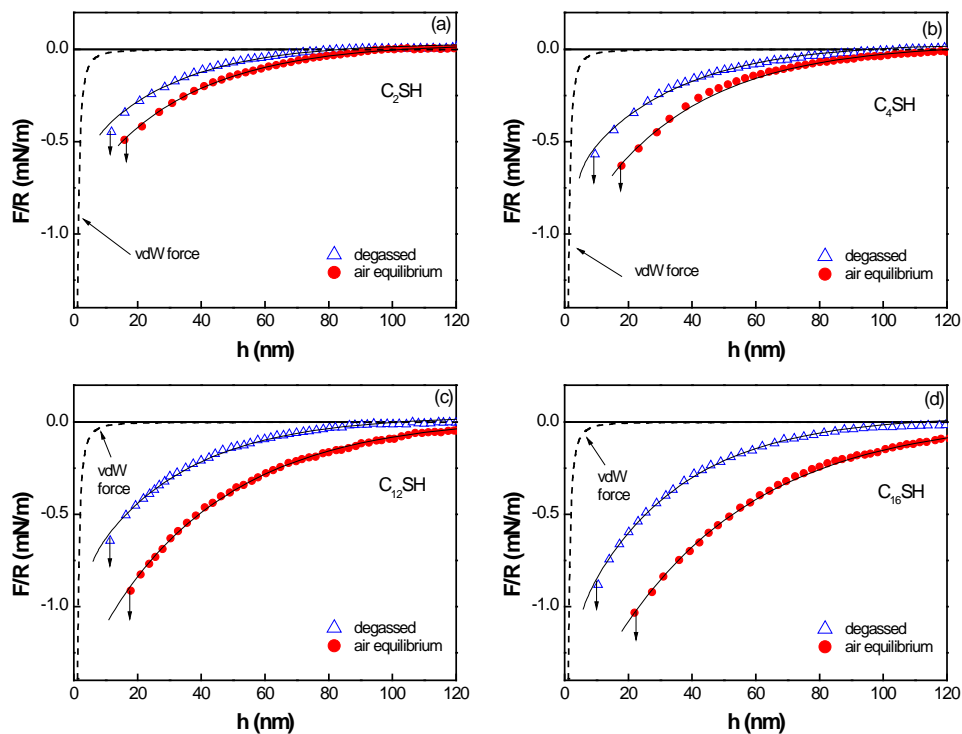 (a)
0.0
-0.5
-1.0
F/R (mN/m)
C2SH
vdW force
degassed
air equilibrium
0 20 40 60 80 100 120
h (nm)
(b)
0.0
-0.5
-1.0
F/R (mN/m)
C4SH
vdW force
degassed
air equilibrium
0 20 40 60 80 100 120
h (nm)
(c)
0.0
-0.5
-1.0
F/R (mN/m)
vdW
force
C12SH
degassed
air equilibrium
0 20 40 60 80 100 120
h (nm)
(d)
0.0
-0.5
-1.0
F/R (mN/m)
vdW
force
C16SH
degassed
air equilibrium
0 20 40 60 80 100 120
h (nm)